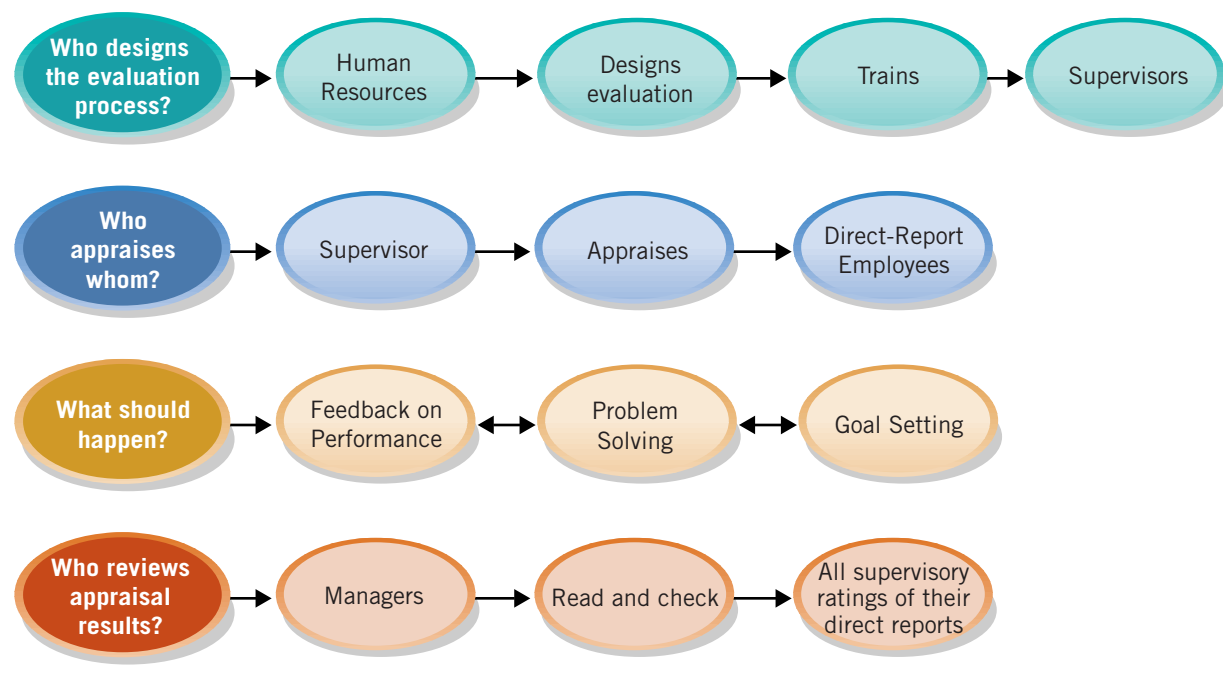 Who designs
the evaluation
process?
Human
Resources
Designs
evaluation
Trains
Supervisors
Who
appraises
whom?
Supervisor
Appraises
Direct-Report
Employees
What should
happen?
Feedback on
Performance
Problem
Solving
Goal Setting
Who reviews
appraisal
results?
Managers
Read and check
All supervisory
ratings of their
direct reports